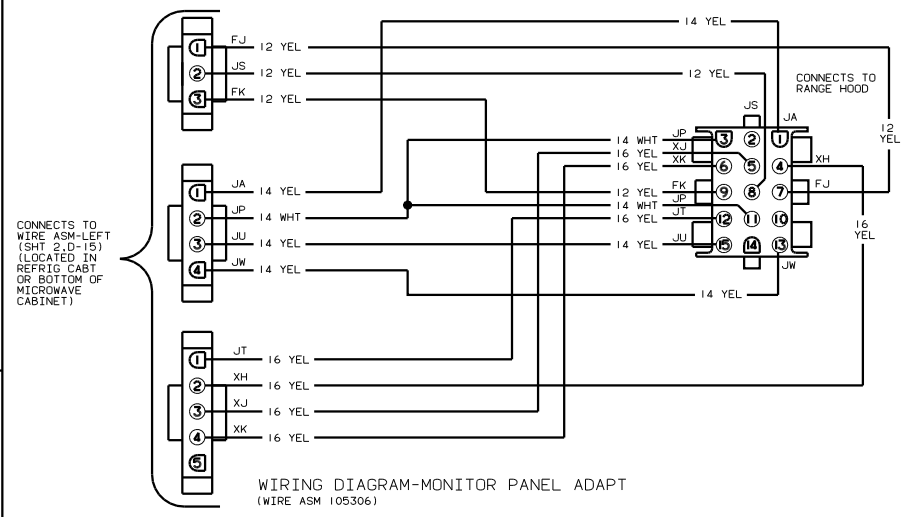 14 YEL
1
FJ
12 YEL
2
JS
12 YEL
12 YEL
3
FK
12 YEL
CONNECTS TO
RANGE HOOD
JS
JA
12
YEL
14 WHT JP
16 YEL XJ
16 YEL XK
3 2 1
6 5 4
XH
12 YEL FK
14 WHT JP
16 YEL JT
9 8 7
FJ
12 11 10
14 YEL JU
15 14 13
JW
16
YEL
14 YEL
1
JA
14 YEL
2
JP
14 WHT
3
JU
14 YEL
4
JW
14 YEL
CONNECTS TO
WIRE ASM-LEFT
(SHT 2,D-15)
(LOCATED IN
REFRIG CABT
OR BOTTOM OF
MICROWAVE
CABINET)
1
JT
16 YEL
2
XH
16 YEL
3
XJ
16 YEL
4
XK
16 YEL
5
WIRING DIAGRAM-MONITOR PANEL ADAPT
(WIRE ASM 105306)